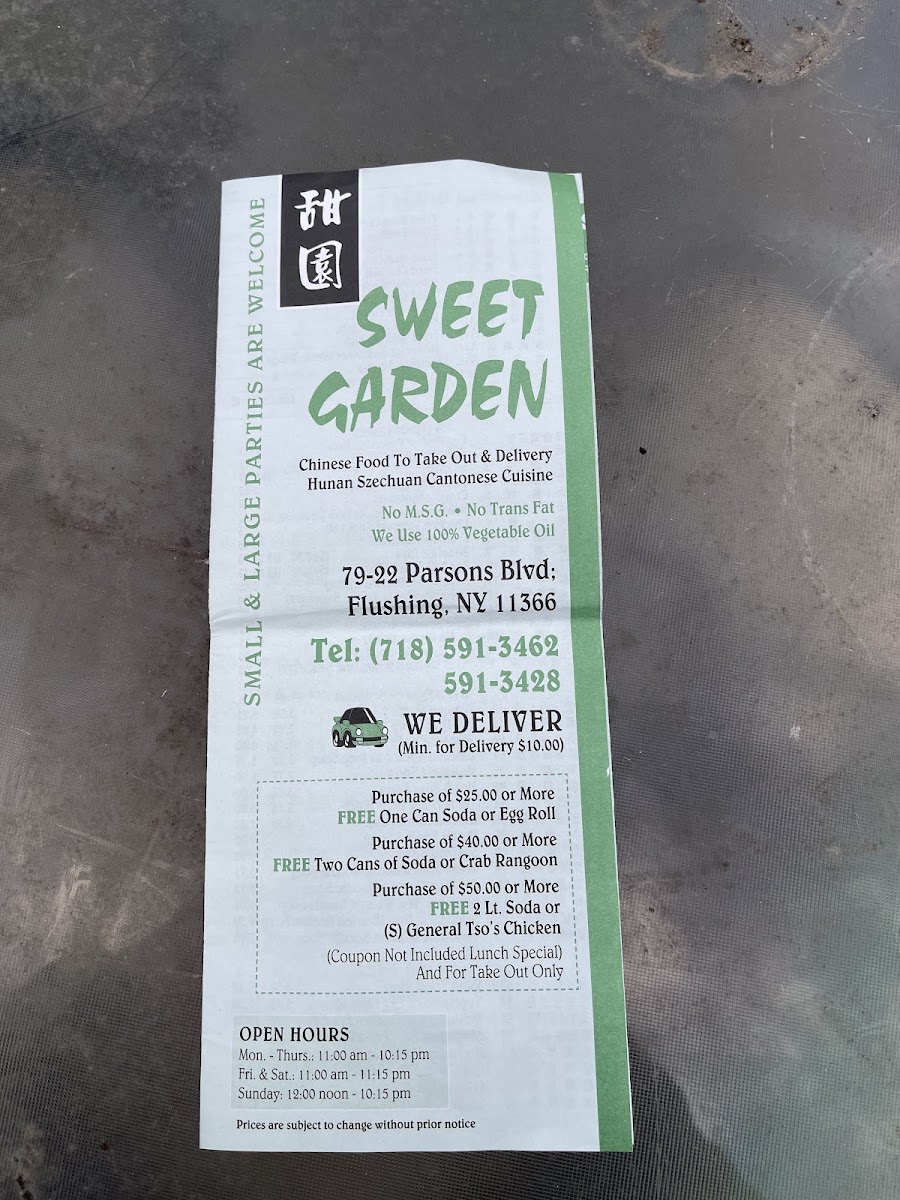 甜園
SMALL & LARGE PARTIES ARE WELCOME
SWEET
GARDEN
Chinese Food To Take Out & Delivery
Hunan Szechuan Cantonese Cuisine
No M.S.G. • No Trans Fat
We Use 100% Vegetable Oil
79-22 Parsons Blvd;
Flushing, NY 11366
Tel: (718) 591-3462
591-3428
WE DELIVER
(Min. for Delivery $10.00)
Purchase of $25.00 or More
FREE One Can Soda or Egg Roll
Purchase of $40.00 or More
FREE Two Cans of Soda or Crab Rangoon
Purchase of $50.00 or More
FREE 2 Lt. Soda or
(S) General Tso's Chicken
(Coupon Not Included Lunch Special)
And For Take Out Only
OPEN HOURS
Mon. - Thurs.: 11:00 am - 10:15 pm
Fri. & Sat.: 11:00 am - 11:15 pm
Sunday: 12:00 noon - 10:15 pm
Prices are subject to change without prior notice